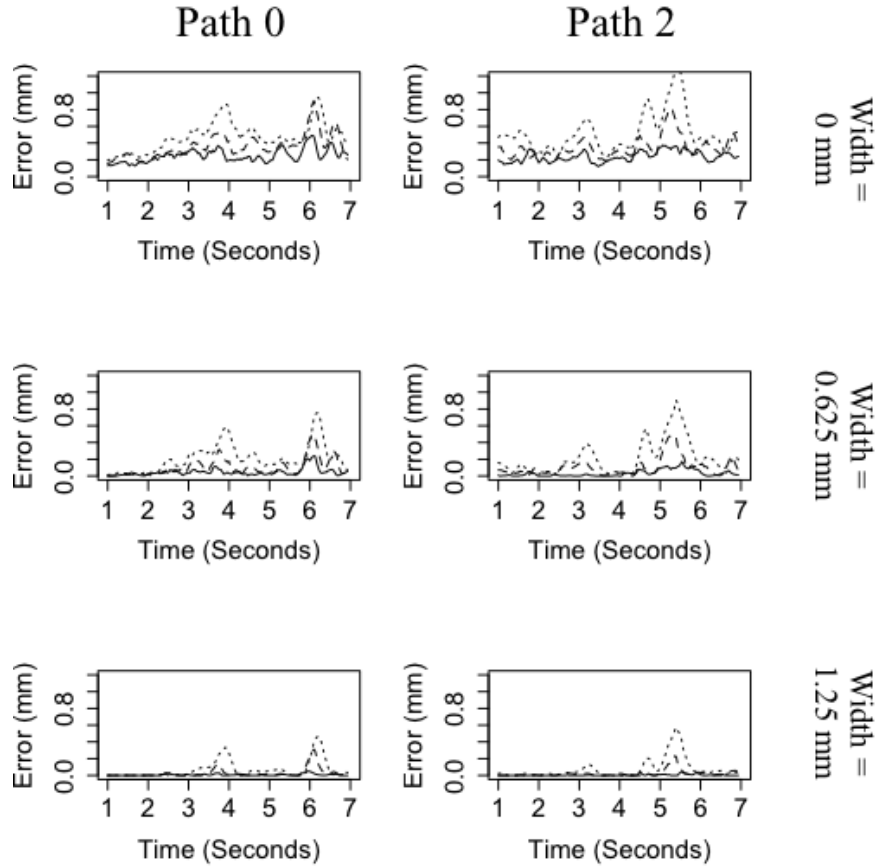 Path 0 Path 2
Error (mm)
0.0 0.8
1 2 3 4 5 6 7
Time (Seconds)
Error (mm)
0.0 0.8
1 2 3 4 5 6 7
Time (Seconds)
Width =
0 mm
Error (mm)
0.0 0.8
1 2 3 4 5 6 7
Time (Seconds)
Error (mm)
0.0 0.8
1 2 3 4 5 6 7
Time (Seconds)
Width =
0.625 mm
Error (mm)
0.0 0.8
1 2 3 4 5 6 7
Time (Seconds)
Error (mm)
0.0 0.8
1 2 3 4 5 6 7
Time (Seconds)
Width =
1.25 mm